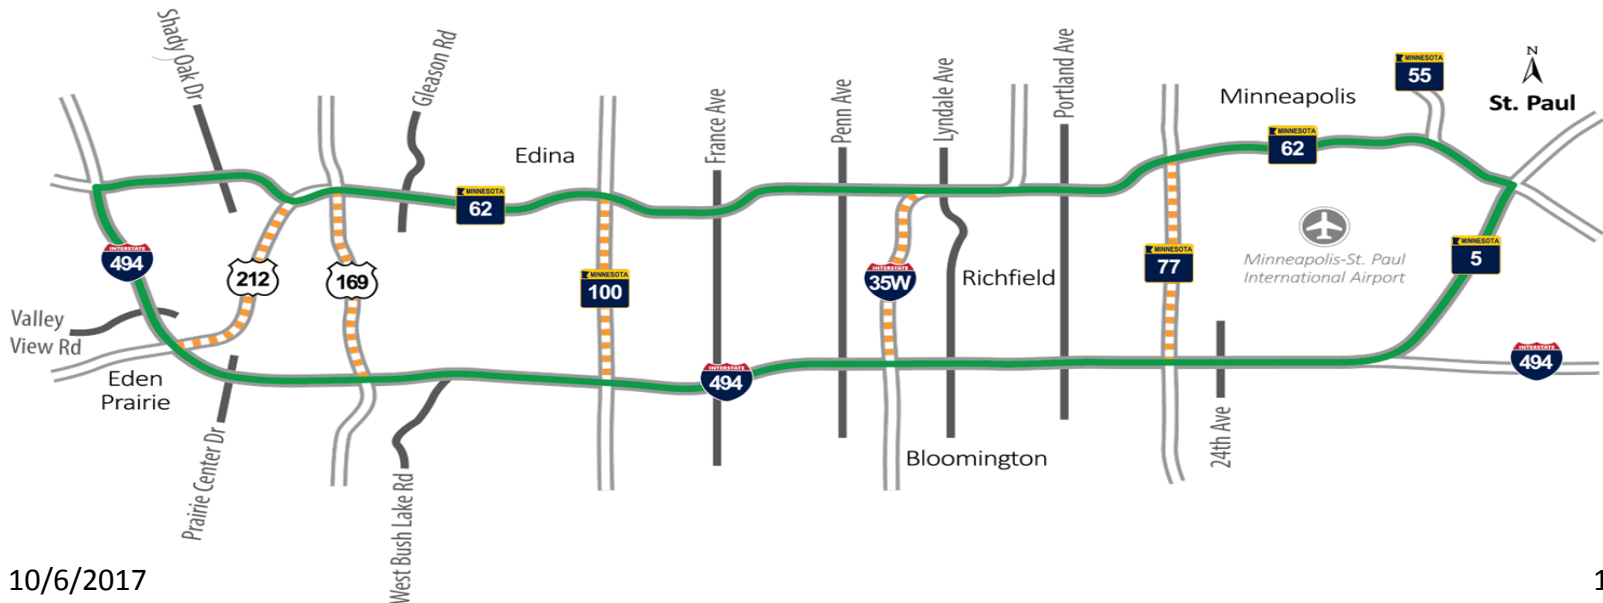 Shady Oak Dr
Gleason Rd
France Ave
Penn Ave
Lyndale Ave
Portland Ave
MINNESOTA
55
N
St. Paul
Minneapolis
Edina
MINNESOTA
62
MINNESOTA
62
INTERSTATE
494
212
169
MINNESOTA
100
INTERSTATE
35W
Richfield
MINNESOTA
77
Minneapolis-St. Paul
International Airport
MINNESOTA
5
Valley
View Rd
Eden
Prairie
INTERSTATE
494
INTERSTATE
494
Prairie Center Dr
West Bush Lake Rd
Bloomington
24th Ave
10/6/2017
1